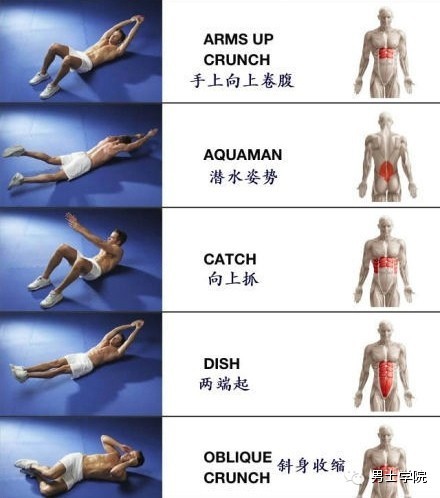 ARMS UP
CRUNCH
手上向上卷腹
AQUAMAN
潜水姿势
CATCH
向上抓
DISH
两端起
OBLIQUE
CRUNCH
斜身收缩
男士学院